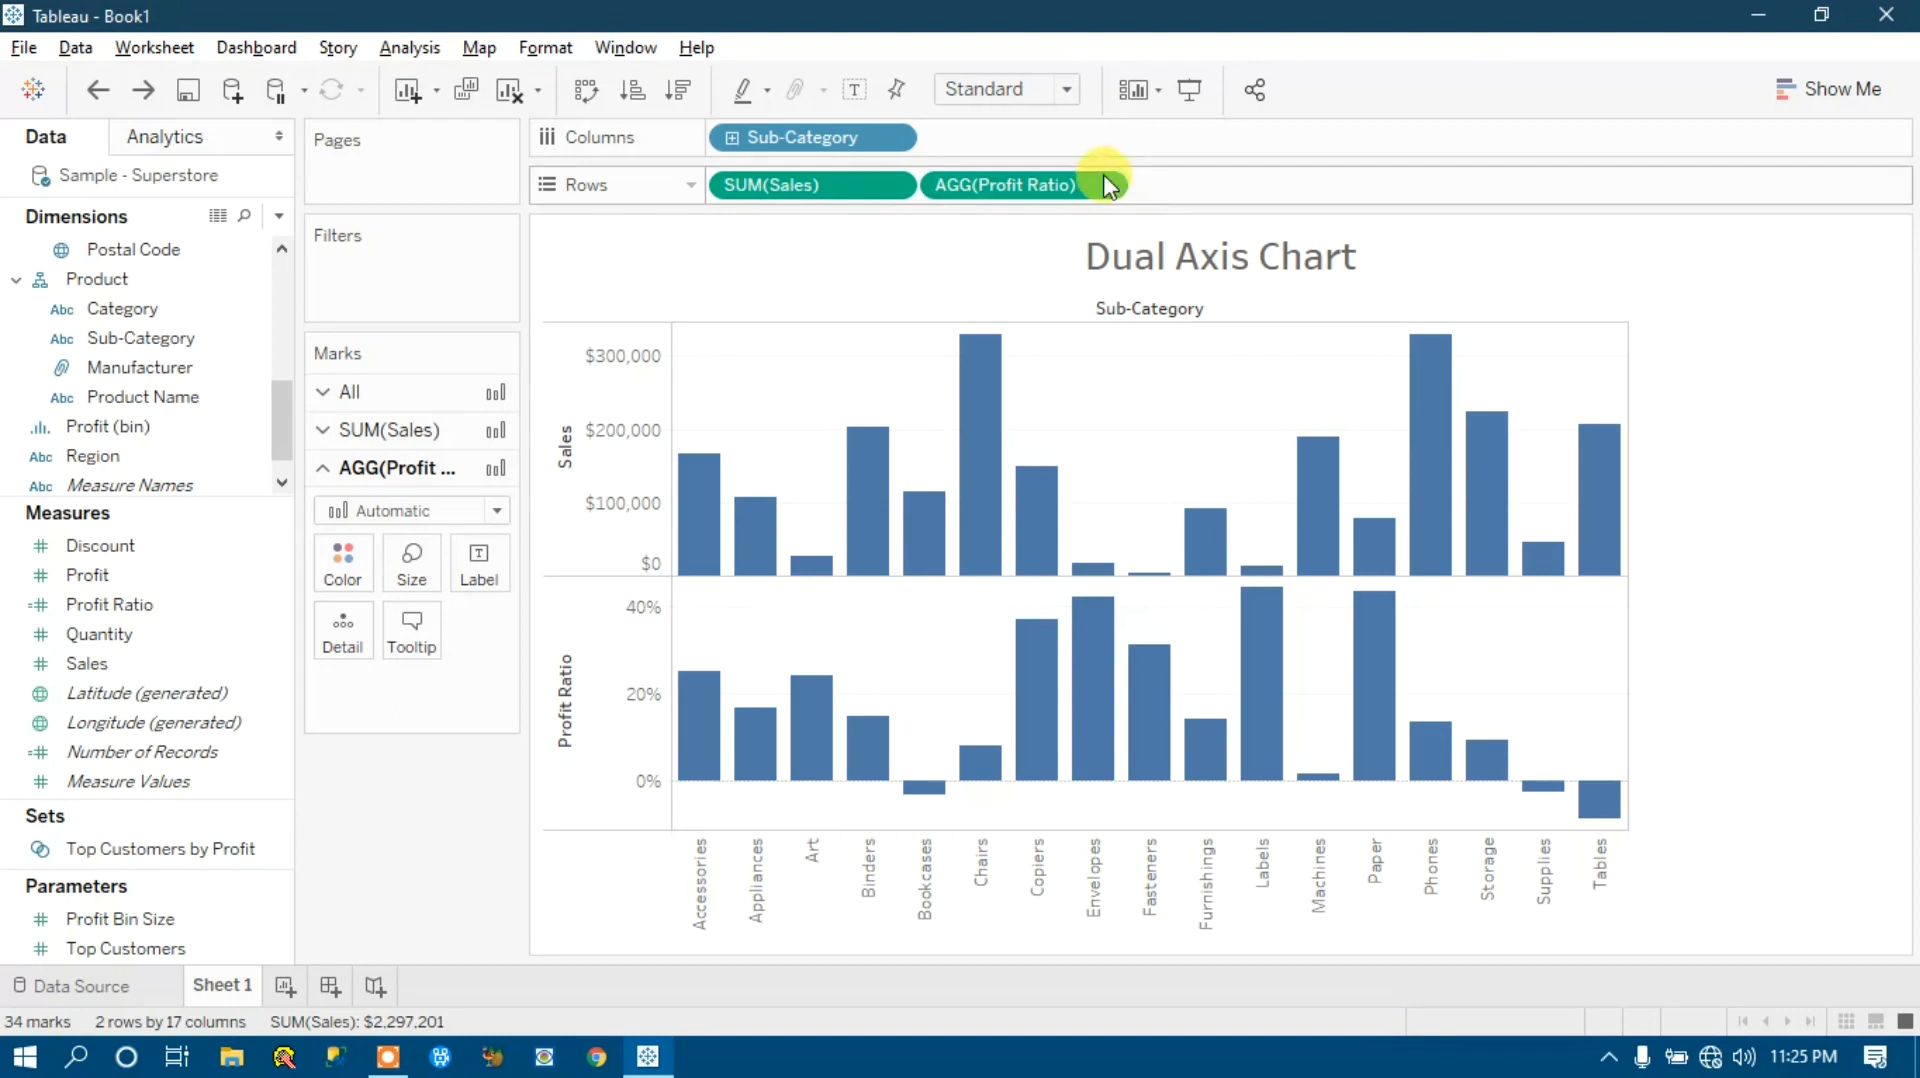 Tableau - Book1
File Data Worksheet Dashboard Story Analysis Map Format Window Help
Standard
Show Me
Data Analytics
Sample - Superstore
Dimensions
Postal Code
Product
Abc Category
Abc Sub-Category
Manufacturer
Abc Product Name
Profit (bin)
Abc Region
Abc Measure Names
Measures
Discount
Profit
Profit Ratio
Quantity
Sales
Latitude (generated)
Longitude (generated)
Number of Records
Measure Values
Sets
Top Customers by Profit
Parameters
Profit Bin Size
Top Customers
Pages
Filters
Marks
All
SUM(Sales)
AGG(Profit ...
Automatic
Color Size Label
Detail Tooltip
Columns Sub-Category
Rows SUM(Sales) AGG(Profit Ratio)
Dual Axis Chart
Sub-Category
Sales
$300,000
$200,000
$100,000
$0
Profit Ratio
40%
20%
0%
Accessories
Appliances
Art
Binders
Bookcases
Chairs
Copiers
Envelopes
Fasteners
Furnishings
Labels
Machines
Paper
Phones
Storage
Supplies
Tables
Data Source Sheet 1
34 marks 2 rows by 17 columns SUM(Sales): $2,297,201
11:25 PM